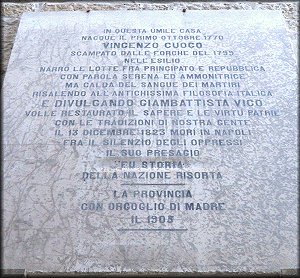 IN QUESTA UMILE CASA
NACQUE IL PRIMO OTTOBRE 1770
VINCENZO CUOCO
SCAMPATO DALLE FORCHE DEL 1799
NELL'ESILIO
NARRÒ LE LOTTE FRA PRINCIPATO E REPUBBLICA
CON PAROLA SERENA ED AMMONITRICE
MA CALDA DEL SANGUE DEI MARTIRI
RISALENDO ALL'ANTICHISSIMA FILOSOFIA ITALICA
E DIVULGANDO GIAMBATTISTA VICO
VOLLE RESTAURATO IL SAPERE E LE VIRTÙ PATRIE
CON LE TRADIZIONI DI NOSTRA GENTE
IL 13 DICEMBRE 1823 MORÌ IN NAPOLI
FRA IL SILENZIO DEGLI OPPRESSI
IL SUO PRESAGIO
FU STORIA
DELLA NAZIONE RISORTA
LA PROVINCIA
CON ORGOGLIO DI MADRE
IL 1905